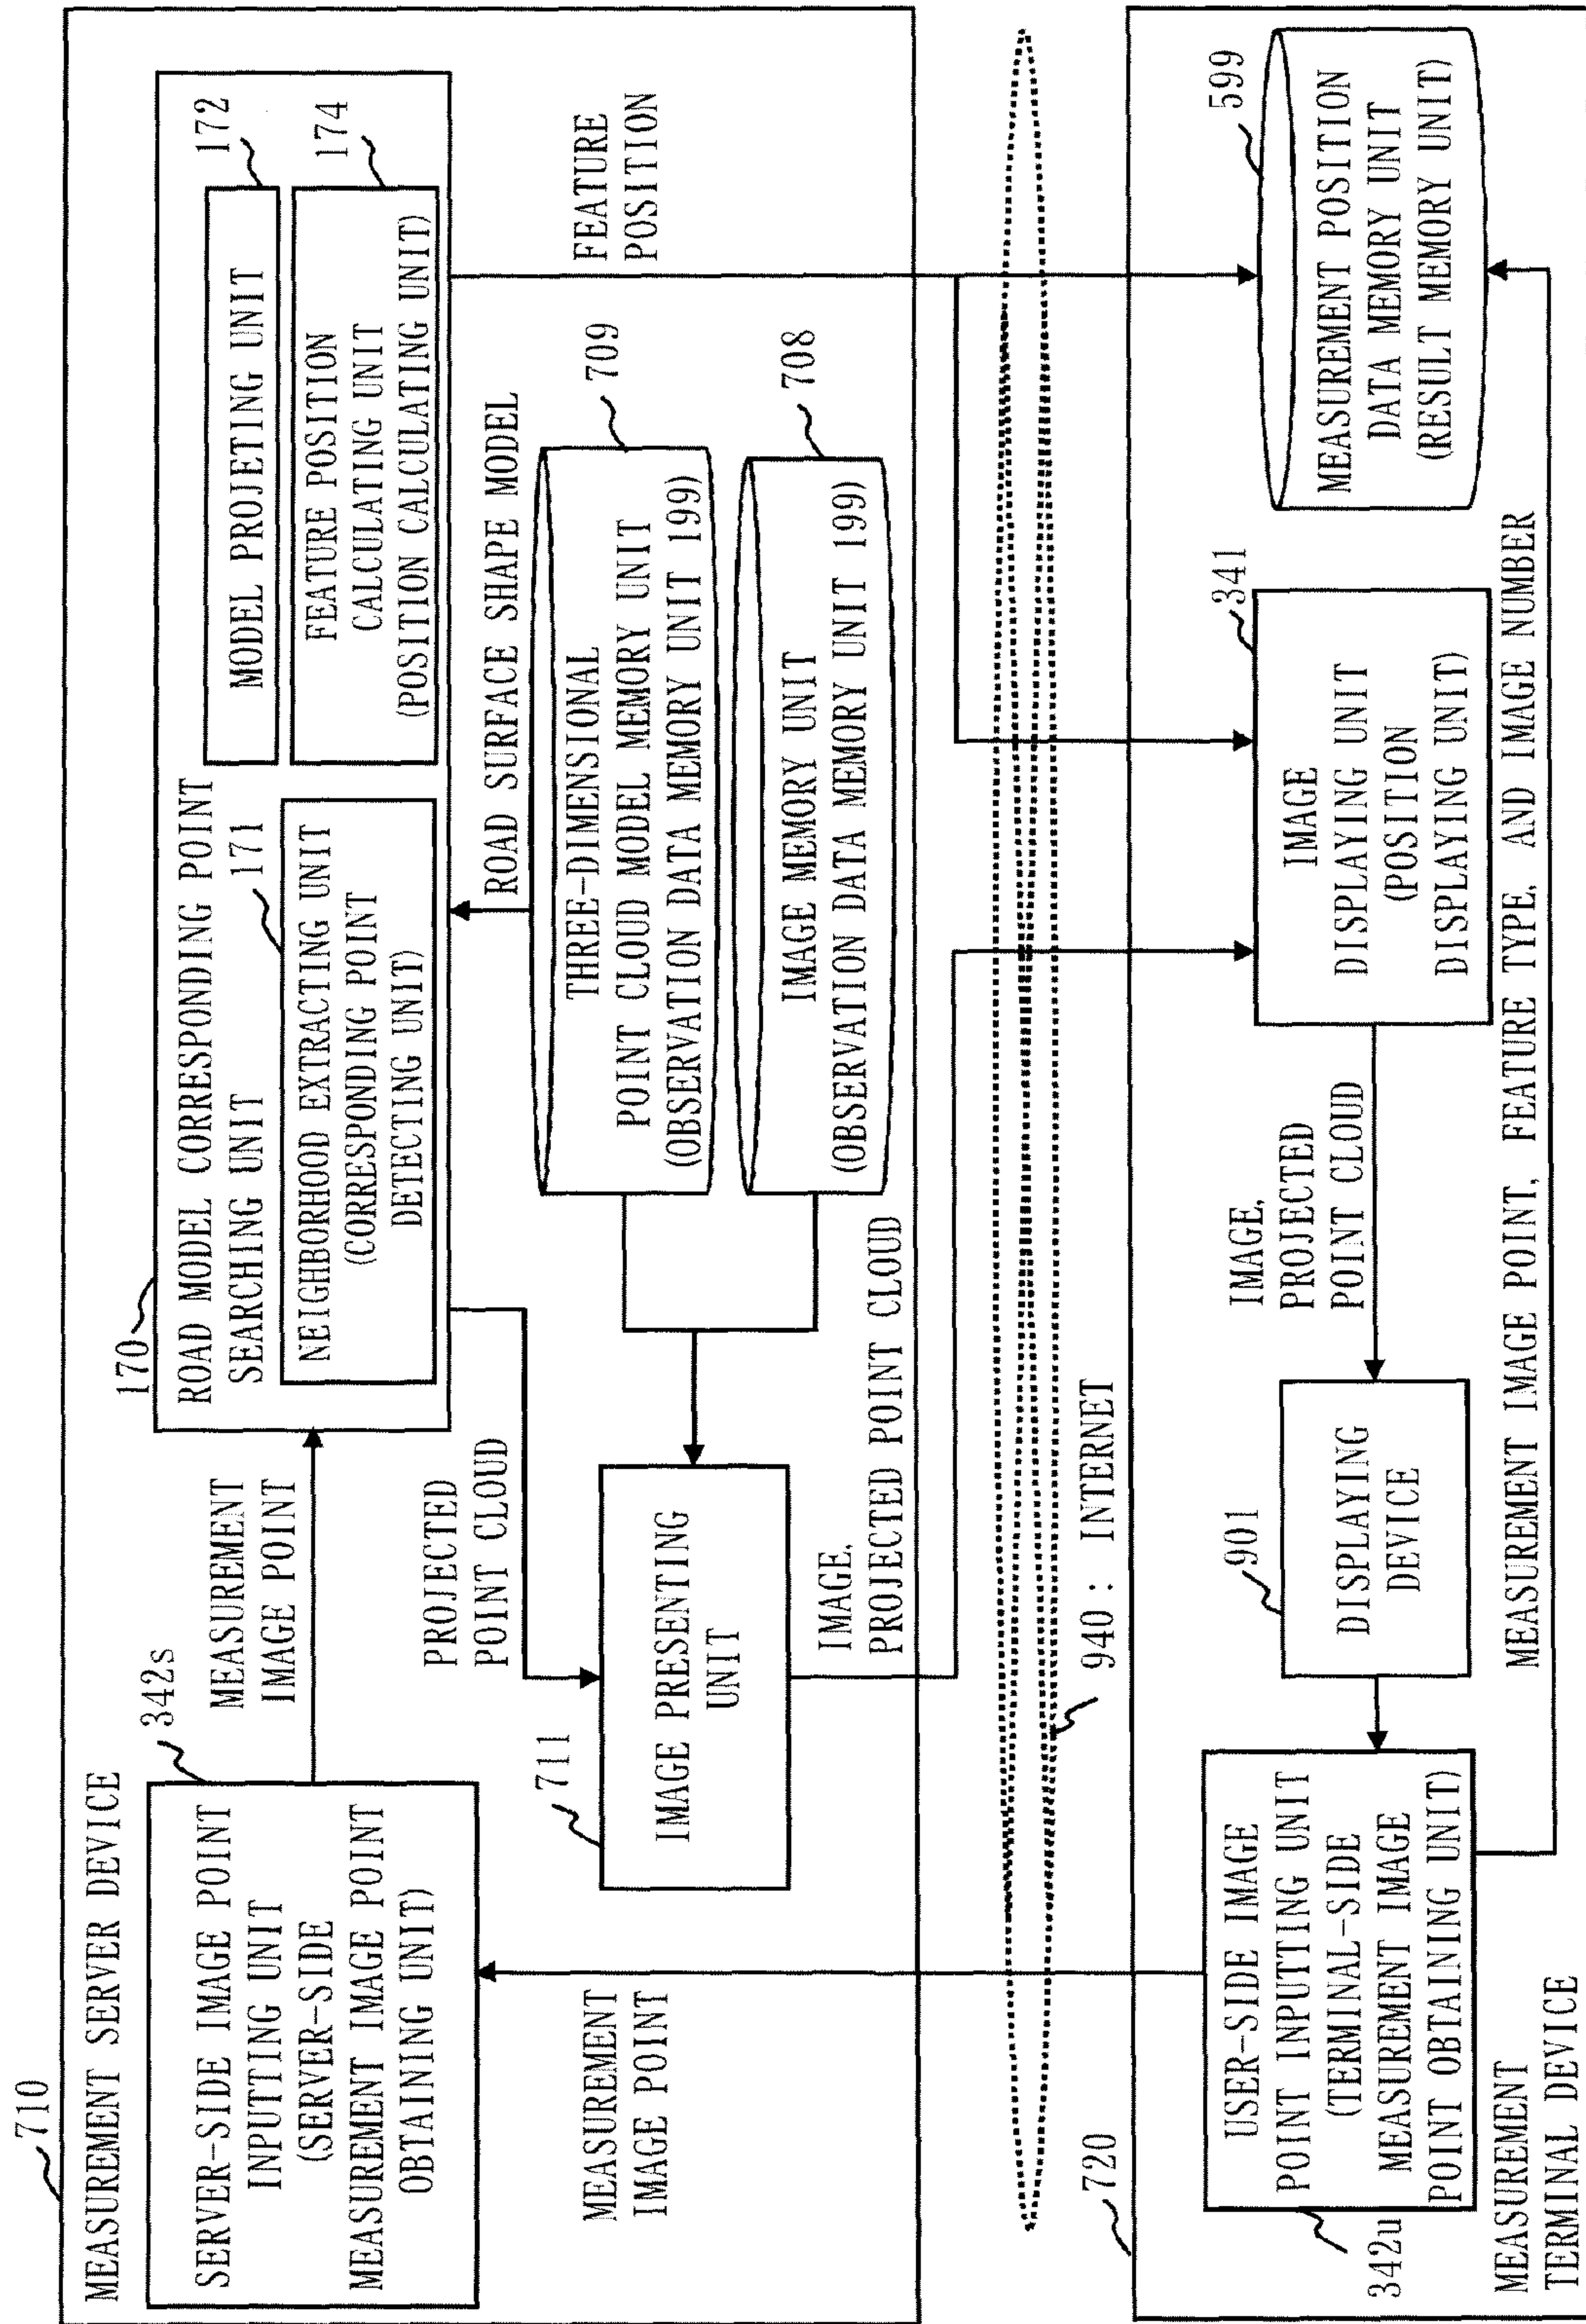 710
MEASUREMENT SERVER DEVICE
SERVER-SIDE IMAGE POINT
INPUTTING UNIT
(SERVER-SIDE
MEASUREMENT IMAGE POINT
OBTAINING UNIT)
342s
MEASUREMENT
IMAGE POINT
170
ROAD MODEL CORRESPONDING POINT
SEARCHING UNIT
171
NEIGHBORHOOD EXTRACTING UNIT
(CORRESPONDING POINT
DETECTING UNIT)
MODEL PROJETING UNIT
172
FEATURE POSITION
CALCULATING UNIT
(POSITION CALCULATING UNIT)
174
PROJECTED
POINT CLOUD
ROAD SURFACE SHAPE MODEL
709
THREE-DIMENSIONAL
POINT CLOUD MODEL MEMORY UNIT
(OBSERVATION DATA MEMORY UNIT 199)
708
IMAGE MEMORY UNIT
(OBSERVATION DATA MEMORY UNIT 199)
FEATURE
POSITION
711
IMAGE PRESENTING
UNIT
IMAGE,
PROJECTED POINT CLOUD
MEASUREMENT
IMAGE POINT
940: INTERNET
720
USER-SIDE IMAGE
POINT INPUTTING UNIT
(TERMINAL-SIDE
MEASUREMENT IMAGE
POINT OBTAINING UNIT)
342u
901
DISPLAYING
DEVICE
IMAGE,
PROJECTED
POINT CLOUD
341
IMAGE
DISPLAYING UNIT
(POSITION
DISPLAYING UNIT)
599
MEASUREMENT POSITION
DATA MEMORY UNIT
(RESULT MEMORY UNIT)
MEASUREMENT IMAGE POINT, FEATURE TYPE, AND IMAGE NUMBER
MEASUREMENT
TERMINAL DEVICE